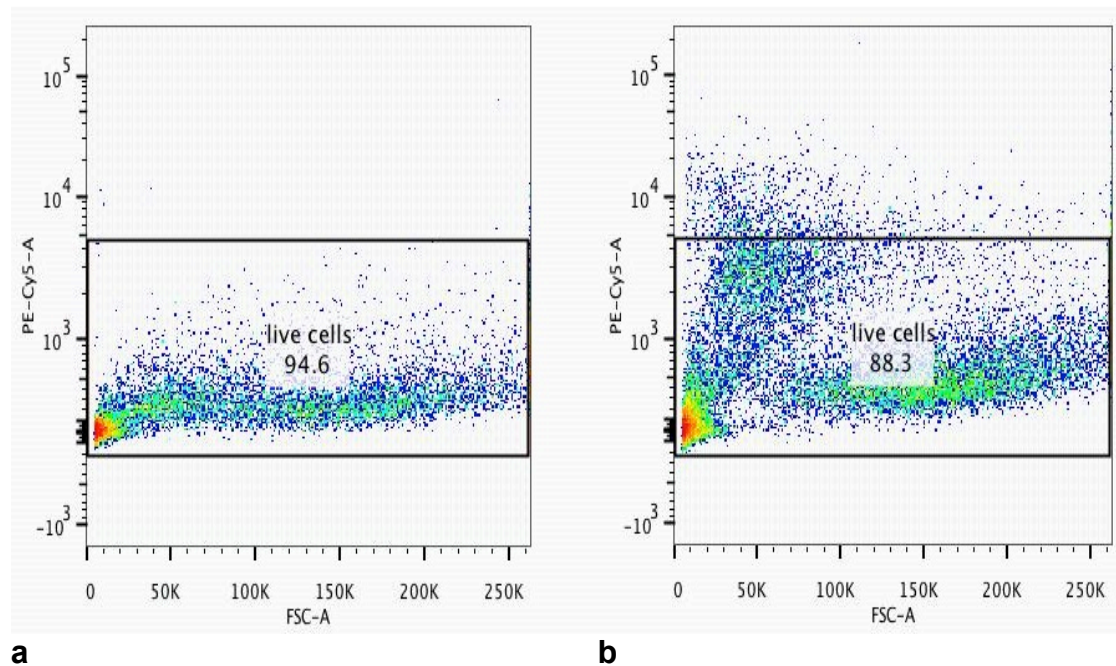 10^5
10^4
10^3
-10^3
PE-Cy5-A
live cells
94.6
0 50K 100K 150K 200K 250K
FSC-A
a
10^5
10^4
10^3
-10^3
PE-Cy5-A
live cells
88.3
0 50K 100K 150K 200K 250K
FSC-A
b